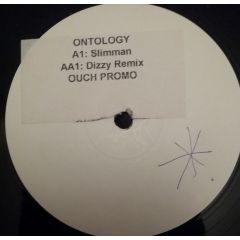 ONTOLOGY
A1: Slimman
AA1: Dizzy Remix
OUCH PROMO